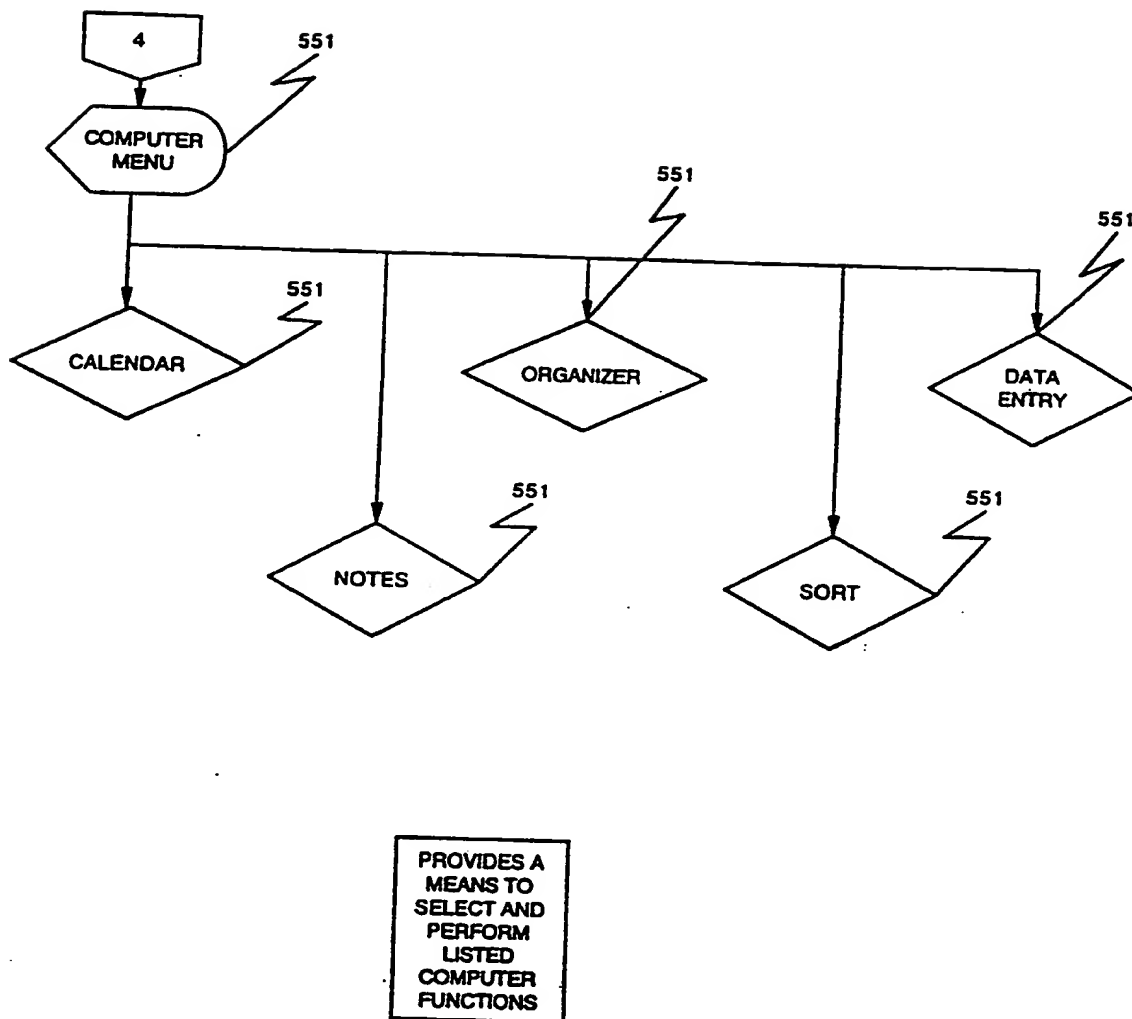 4
551
COMPUTER
MENU
551
551
551
CALENDAR
ORGANIZER
DATA
ENTRY
551
551
NOTES
SORT
PROVIDES A
MEANS TO
SELECT AND
PERFORM
LISTED
COMPUTER
FUNCTIONS